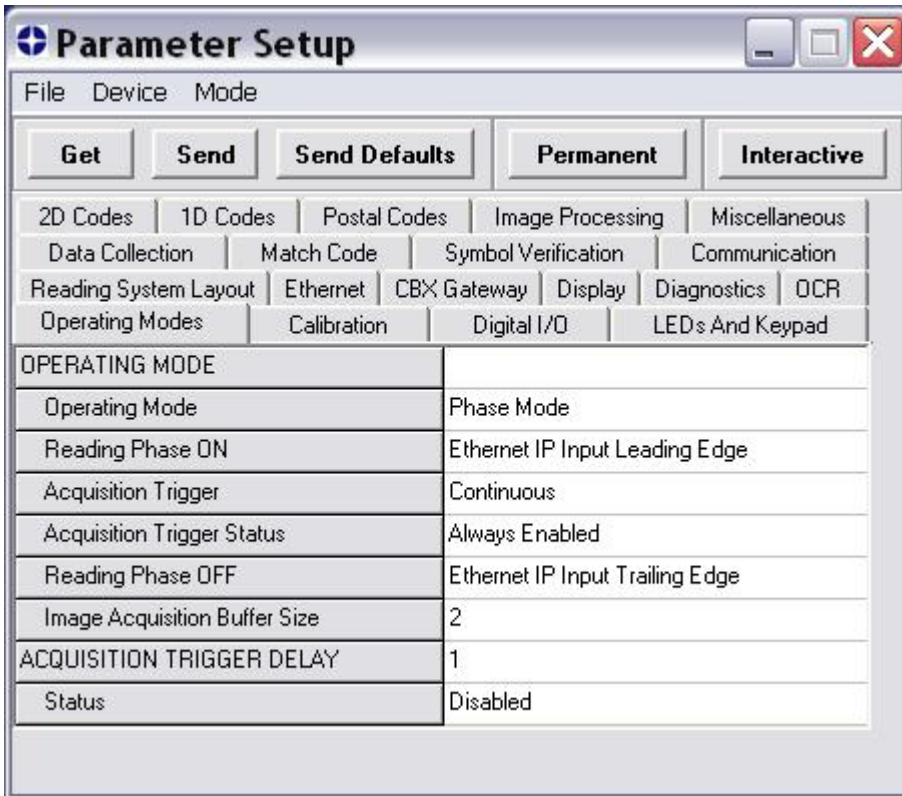 Parameter Setup
File Device Mode
Get Send Send Defaults Permanent Interactive
2D Codes 1D Codes Postal Codes Image Processing Miscellaneous
Data Collection Match Code Symbol Verification Communication
Reading System Layout Ethernet CBX Gateway Display Diagnostics OCR
Operating Modes Calibration Digital I/O LEDs And Keypad
OPERATING MODE
Operating Mode Phase Mode
Reading Phase ON Ethernet IP Input Leading Edge
Acquisition Trigger Continuous
Acquisition Trigger Status Always Enabled
Reading Phase OFF Ethernet IP Input Trailing Edge
Image Acquisition Buffer Size 2
ACQUISITION TRIGGER DELAY 1
Status Disabled